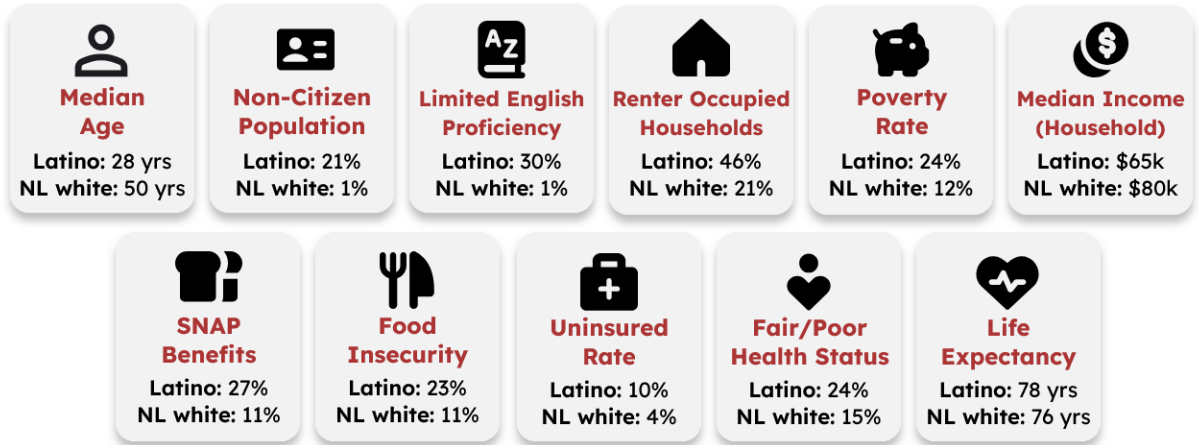 Median
Age
Latino: 28 yrs
NL white: 50 yrs
Non-Citizen
Population
Latino: 21%
NL white: 1%
A Z
Limited English
Proficiency
Latino: 30%
NL white: 1%
Renter Occupied
Households
Latino: 46%
NL white: 21%
Poverty
Rate
Latino: 24%
NL white: 12%
$
Median Income
(Household)
Latino: $65k
NL white: $80k
SNAP
Benefits
Latino: 27%
NL white: 11%
Food
Insecurity
Latino: 23%
NL white: 11%
Uninsured
Rate
Latino: 10%
NL white: 4%
Fair/Poor
Health Status
Latino: 24%
NL white: 15%
Life
Expectancy
Latino: 78 yrs
NL white: 76 yrs